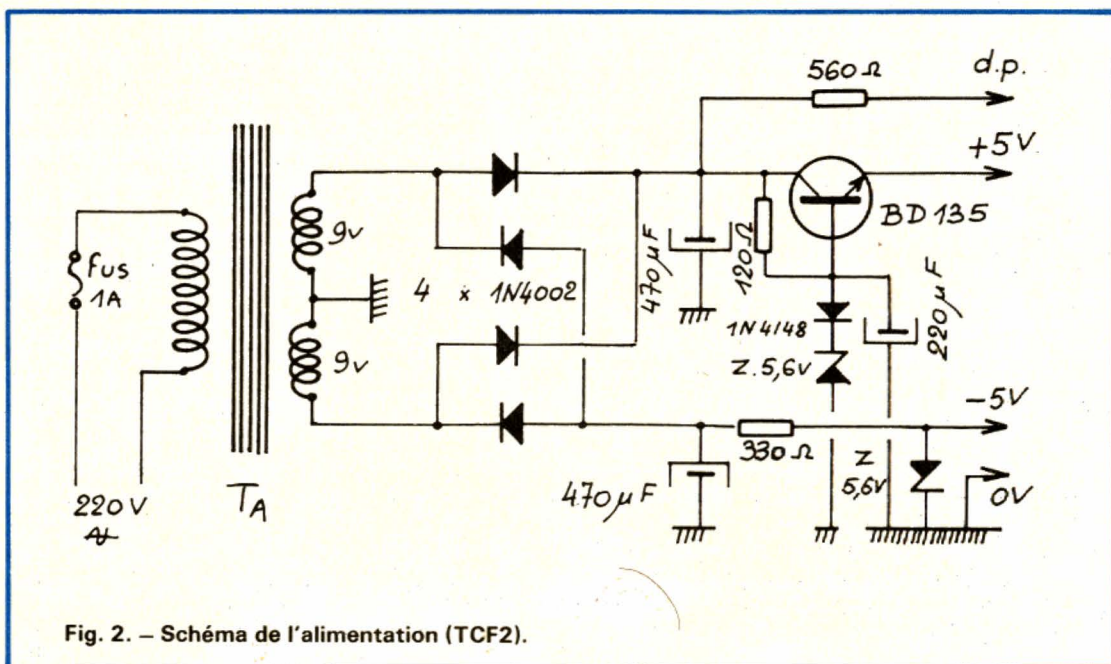 560 Ω
d.p.
+5V
BD 135
fus
1A
9v
9v
4 x 1N4002
470 µF
120 Ω
1N4148
Z. 5,6v
220 µF
-5V
330 Ω
Z
5,6V
0V
470 µF
220 V
TA
Fig. 2. – Schéma de l'alimentation (TCF2).